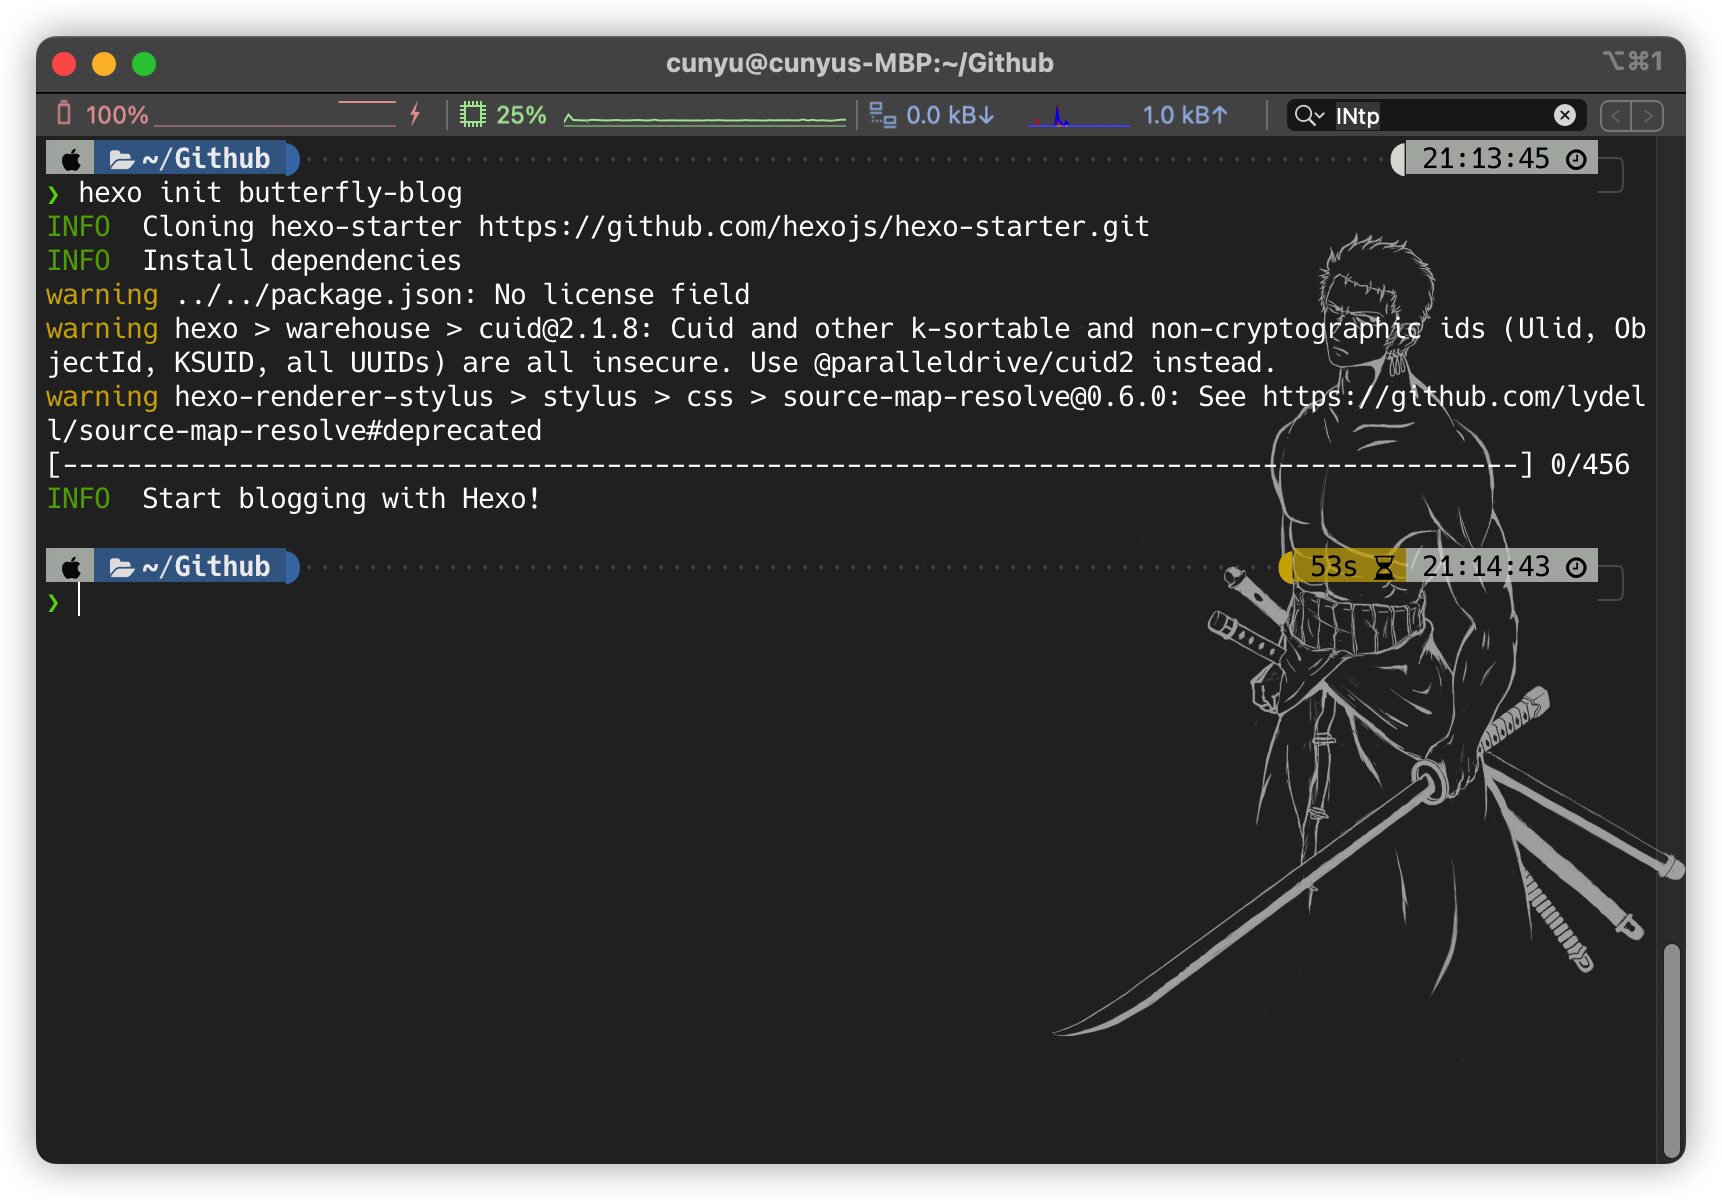 cunyu@cunyus-MBP:~/Github
⌥⌘1
100%
25%
0.0 kB↓
1.0 kB↑
INtp
~/Github
21:13:45
❯ hexo init butterfly-blog
INFO  Cloning hexo-starter https://github.com/hexojs/hexo-starter.git
INFO  Install dependencies
warning ../../package.json: No license field
warning hexo > warehouse > cuid@2.1.8: Cuid and other k-sortable and non-cryptographic ids (Ulid, Ob
jectId, KSUID, all UUIDs) are all insecure. Use @paralleldrive/cuid2 instead.
warning hexo-renderer-stylus > stylus > css > source-map-resolve@0.6.0: See https://github.com/lydel
l/source-map-resolve#deprecated
[-------------------------------------------------------------------------------------------] 0/456
INFO  Start blogging with Hexo!
~/Github
53s
21:14:43
❯